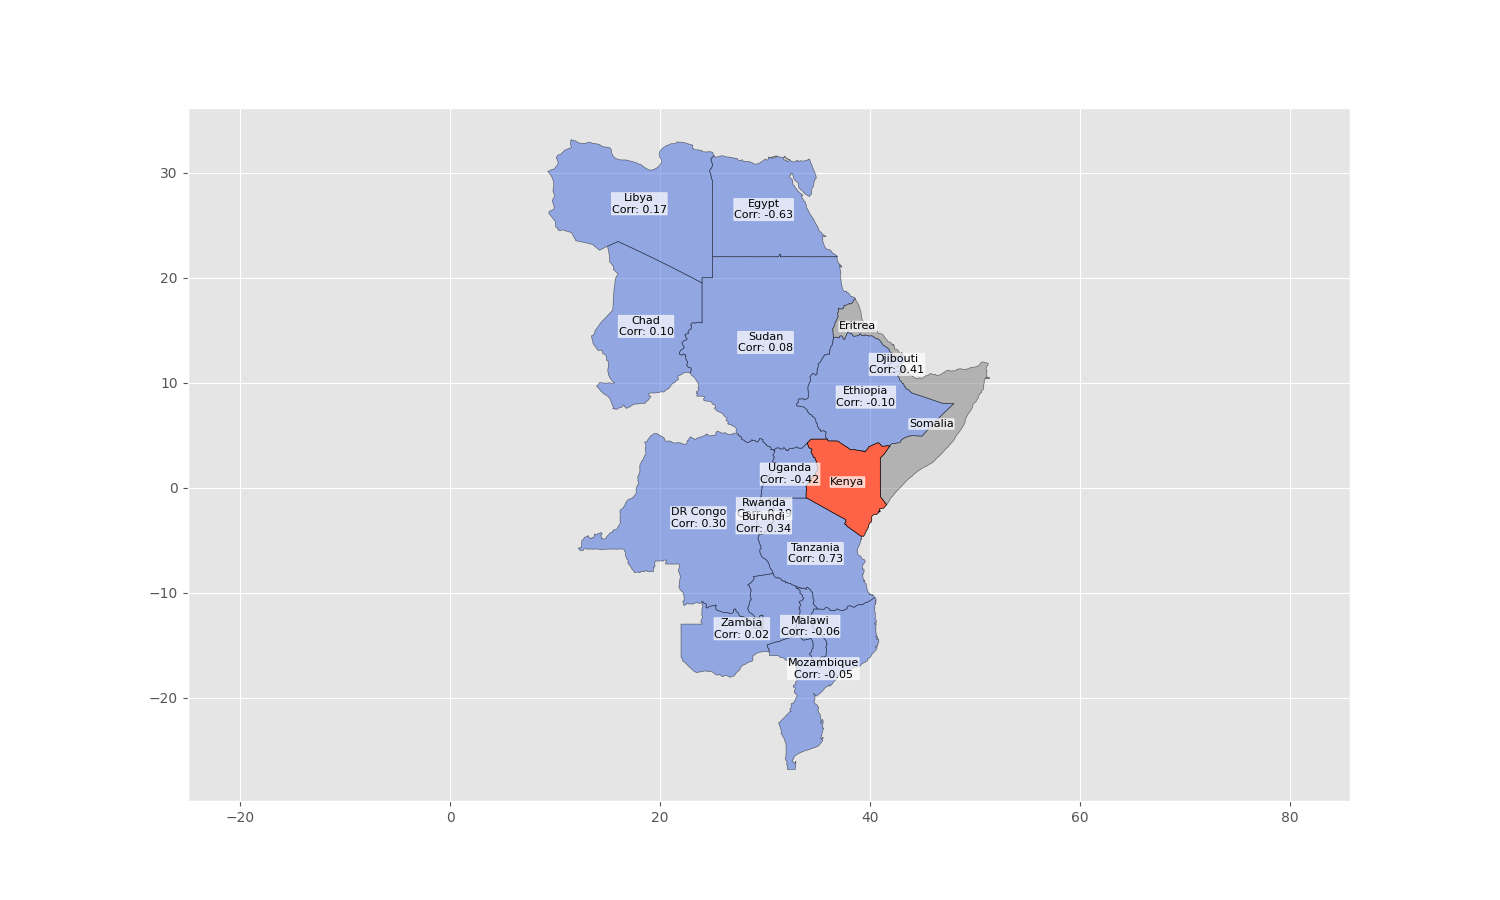 30
20
10
0
−10
−20
−20
0
20
40
60
80
Libya
Corr: 0.17
Egypt
Corr: -0.63
Chad
Corr: 0.10
Sudan
Corr: 0.08
Eritrea
Djibouti
Corr: 0.41
Ethiopia
Corr: -0.10
Somalia
Uganda
Corr: -0.42
Kenya
Rwanda
DR Congo
Corr: 0.30
Burundi
Corr: 0.34
Tanzania
Corr: 0.73
Zambia
Corr: 0.02
Malawi
Corr: -0.06
Mozambique
Corr: -0.05